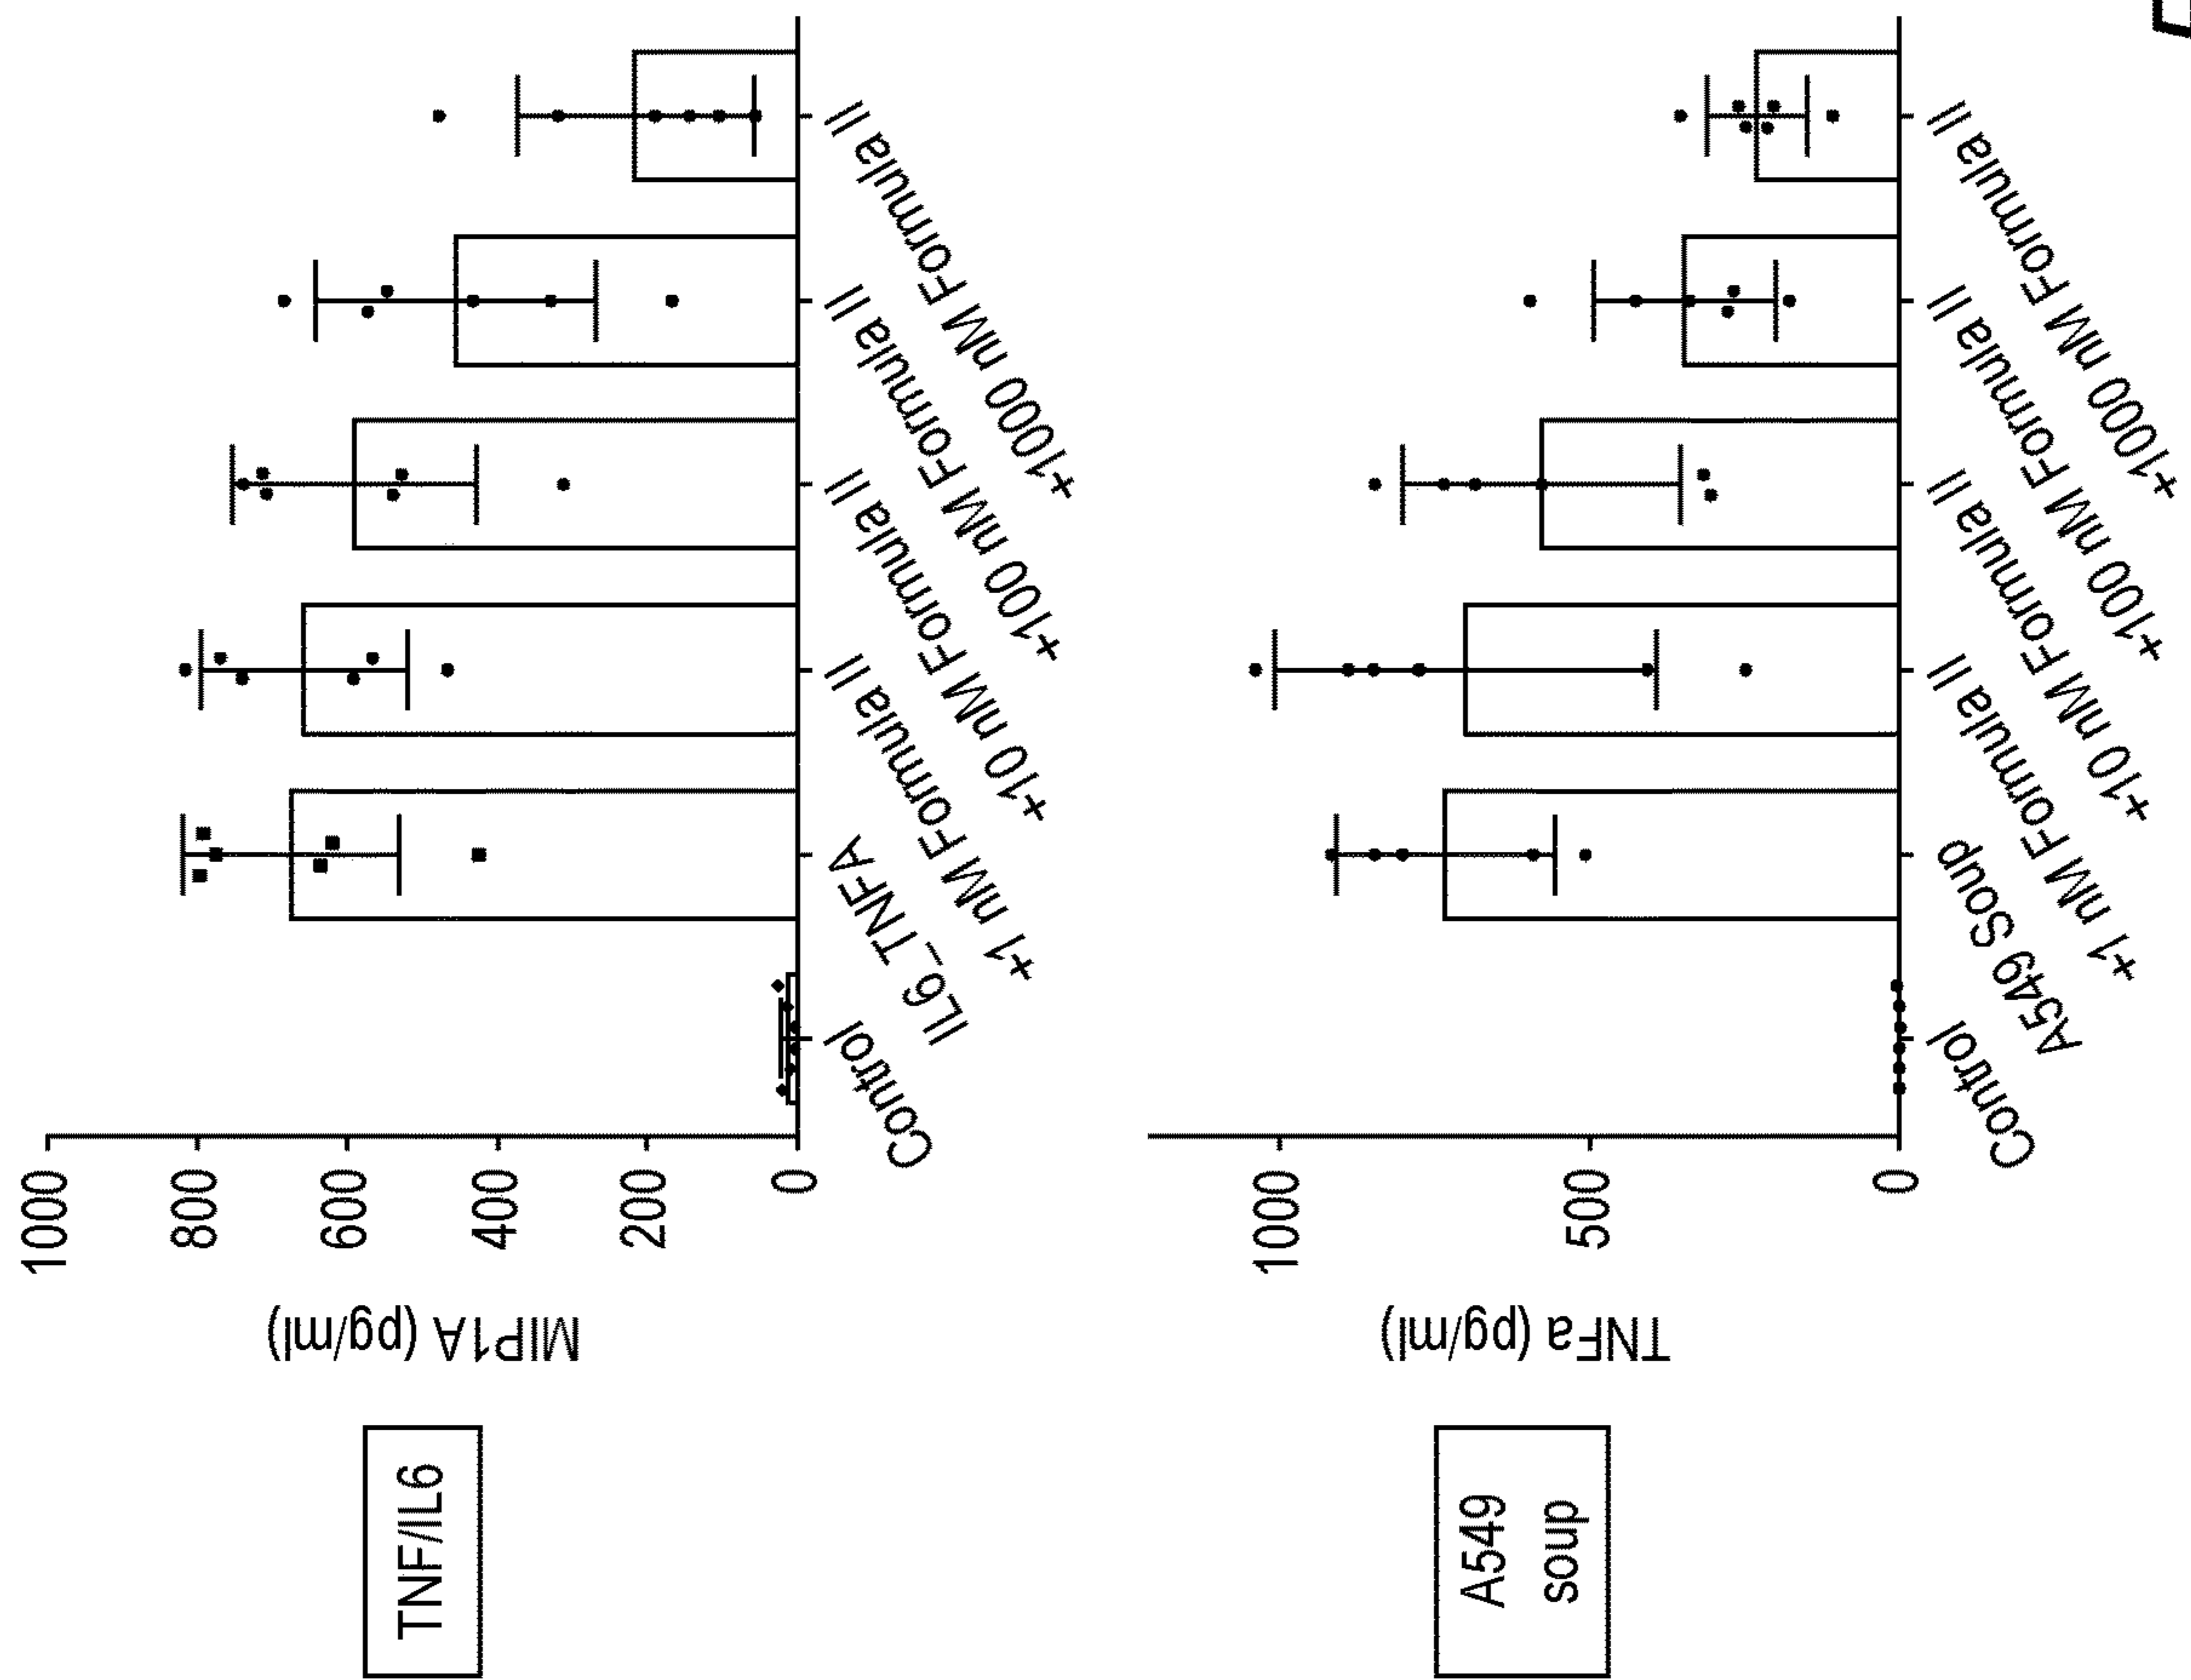 TNF/IL6
MIP1A (pg/ml)
1000
800
600
400
200
0
Control
IL6_TNFA
+1 nM Formula II
+10 nM Formula II
+100 nM Formula II
+1000 nM Formula II
A549
soup
TNFa (pg/ml)
1000
500
0
Control
A549 Soup
+1 nM Formula II
+10 nM Formula II
+100 nM Formula II
+1000 nM Formula II